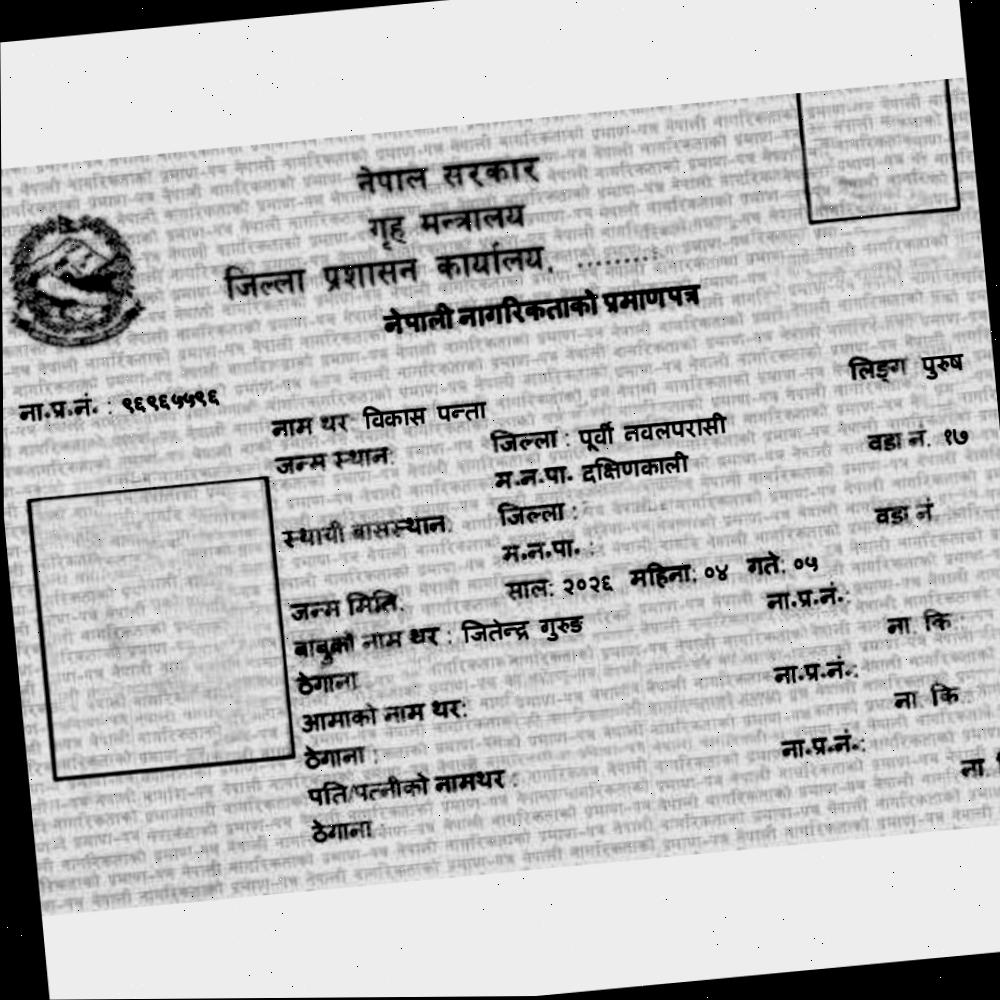 नेपाल सरकार
गृह मन्त्रालय
जिल्ला प्रशासन कार्यालय, .........
नेपाली नागरिकताको प्रमाणपत्र
ना.प्र.नं. : ९६९६५५९६ लिङ्ग पुरुष
नाम थर विकास पन्ता
जन्म स्थान: जिल्ला : पूर्वी नवलपरासी वडा नं. १७
म.न.पा. दक्षिणकाली
स्थायी बासस्थान: जिल्ला : वडा नं.
म.न.पा. :
जन्म मिति: साल: २०२६ महिना: ०४ गते: ०५
बाबुको नाम थर : जितेन्द्र गुरुङ ना.प्र.नं.:
ठेगाना ना. कि :
आमाको नाम थर: ना.प्र.नं.:
ठेगाना : ना. कि :
पति/पत्नीको नामथर : ना.प्र.नं.:
ठेगाना : ना